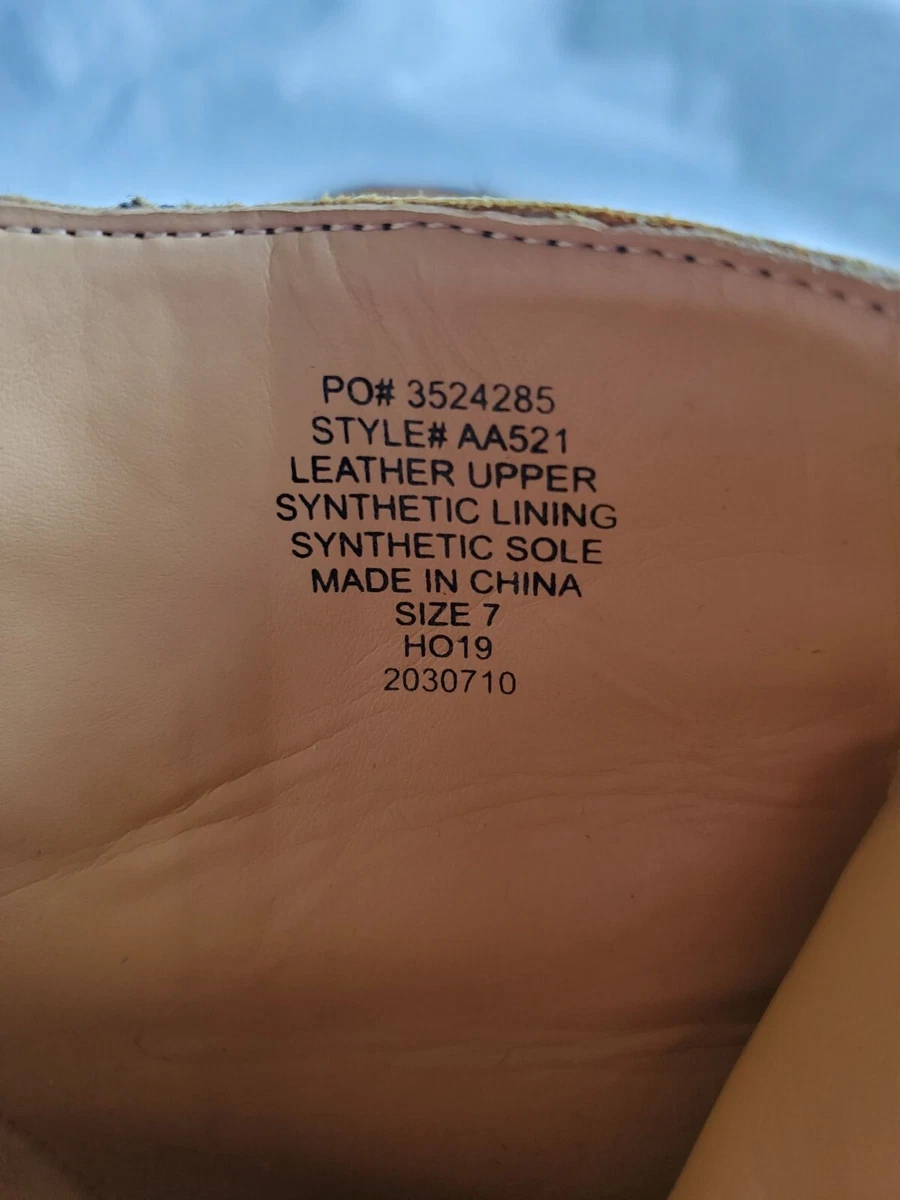 PO# 3524285
STYLE# AA521
LEATHER UPPER
SYNTHETIC LINING
SYNTHETIC SOLE
MADE IN CHINA
SIZE 7
HO19
2030710